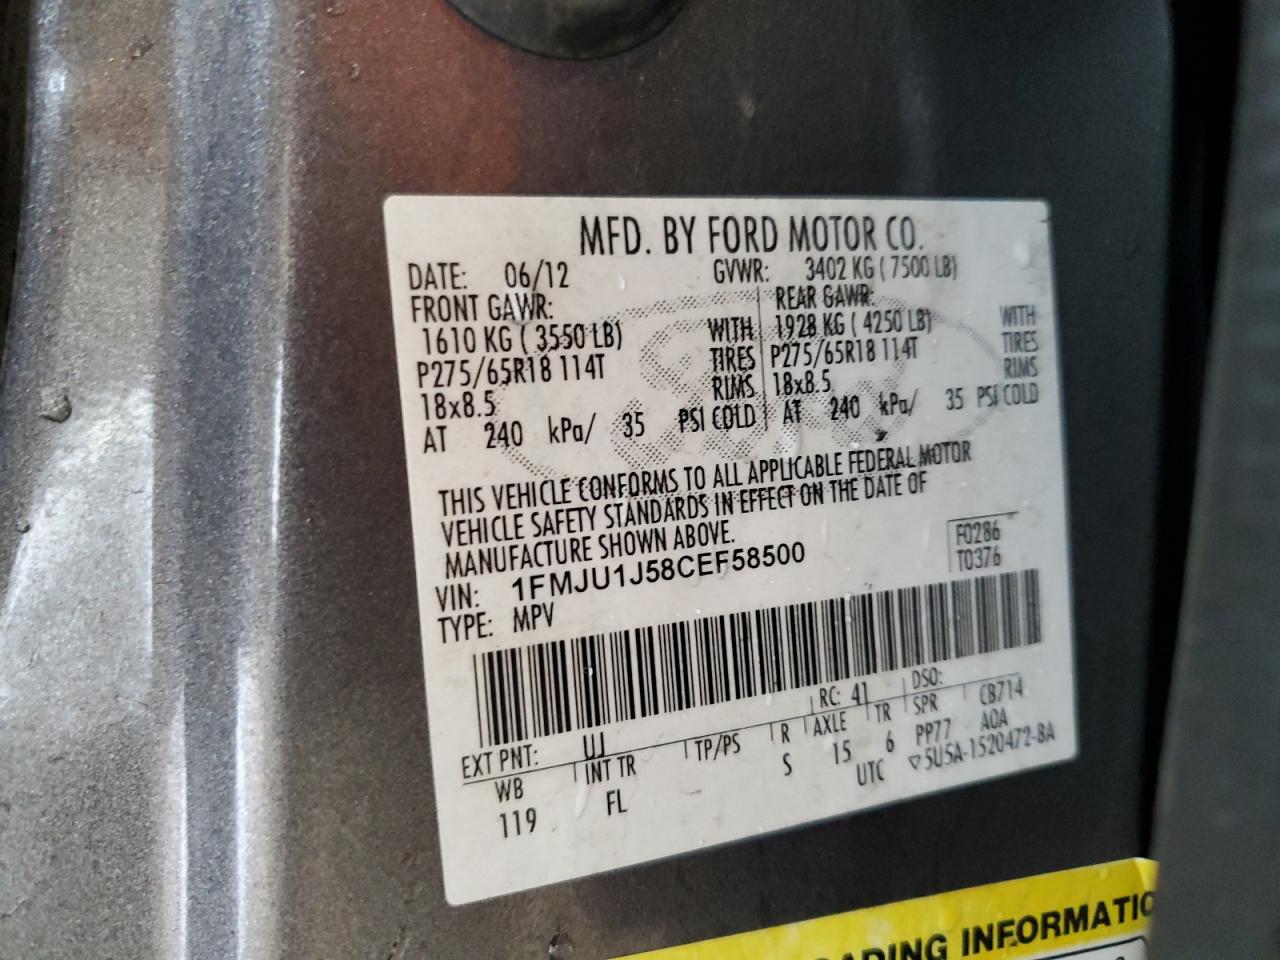 MFD. BY FORD MOTOR CO.
DATE: 06/12 GVWR: 3402 KG ( 7500 LB)
FRONT GAWR: REAR GAWR:
1610 KG ( 3550 LB) WITH 1928 KG ( 4250 LB) WITH
P275/65R18 114T TIRES P275/65R18 114T TIRES
18x8.5 RIMS 18x8.5 RIMS
AT 240 kPa/ 35 PSI COLD AT 240 kPa/ 35 PSI COLD
THIS VEHICLE CONFORMS TO ALL APPLICABLE FEDERAL MOTOR
VEHICLE SAFETY STANDARDS IN EFFECT ON THE DATE OF
MANUFACTURE SHOWN ABOVE.
F0286
VIN: 1FMJU1J58CEF58500
T0376
TYPE: MPV
RC: 41 DSO:
EXT PNT: UJ CB714
WB INT TR TP/PS R AXLE TR SPR
119 FL S 15 6 PP77 AOA
UTC ▽5U5A-1520472-BA
ADING INFORMATIO